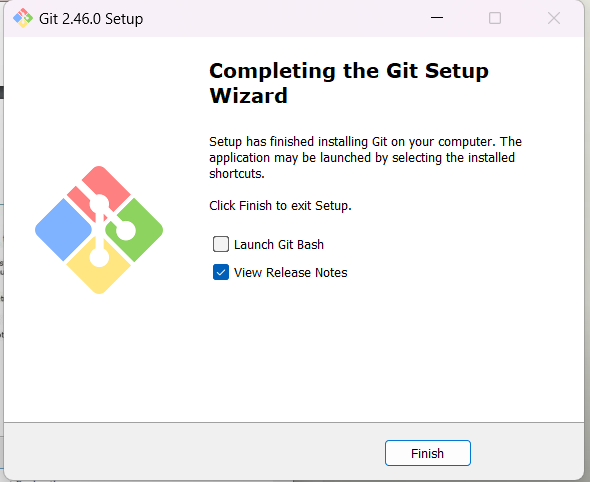 Git 2.46.0 Setup
Completing the Git Setup
Wizard
Setup has finished installing Git on your computer. The
application may be launched by selecting the installed
shortcuts.
Click Finish to exit Setup.
Launch Git Bash
View Release Notes
Finish